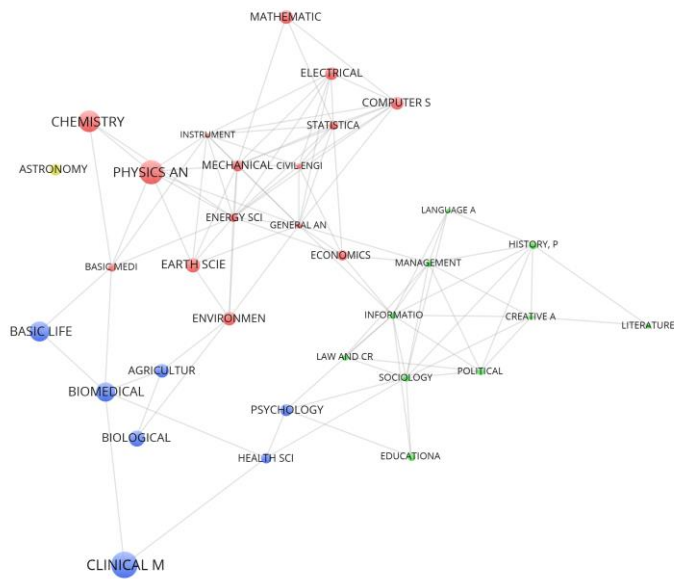 MATHEMATIC
ELECTRICAL
COMPUTER S
CHEMISTRY
STATISTICA
INSTRUMENT
ASTRONOMY
PHYSICS AN
MECHANICAL
CIVIL ENGI
LANGUAGE A
ENERGY SCI
GENERAL AN
HISTORY, P
BASIC MEDI
EARTH SCIE
ECONOMICS
MANAGEMENT
ENVIRONMEN
INFORMATIO
CREATIVE A
LITERATURE
BASIC LIFE
LAW AND CR
AGRICULTUR
SOCIOLOGY
POLITICAL
BIOMEDICAL
PSYCHOLOGY
BIOLOGICAL
HEALTH SCI
EDUCATIONA
CLINICAL M